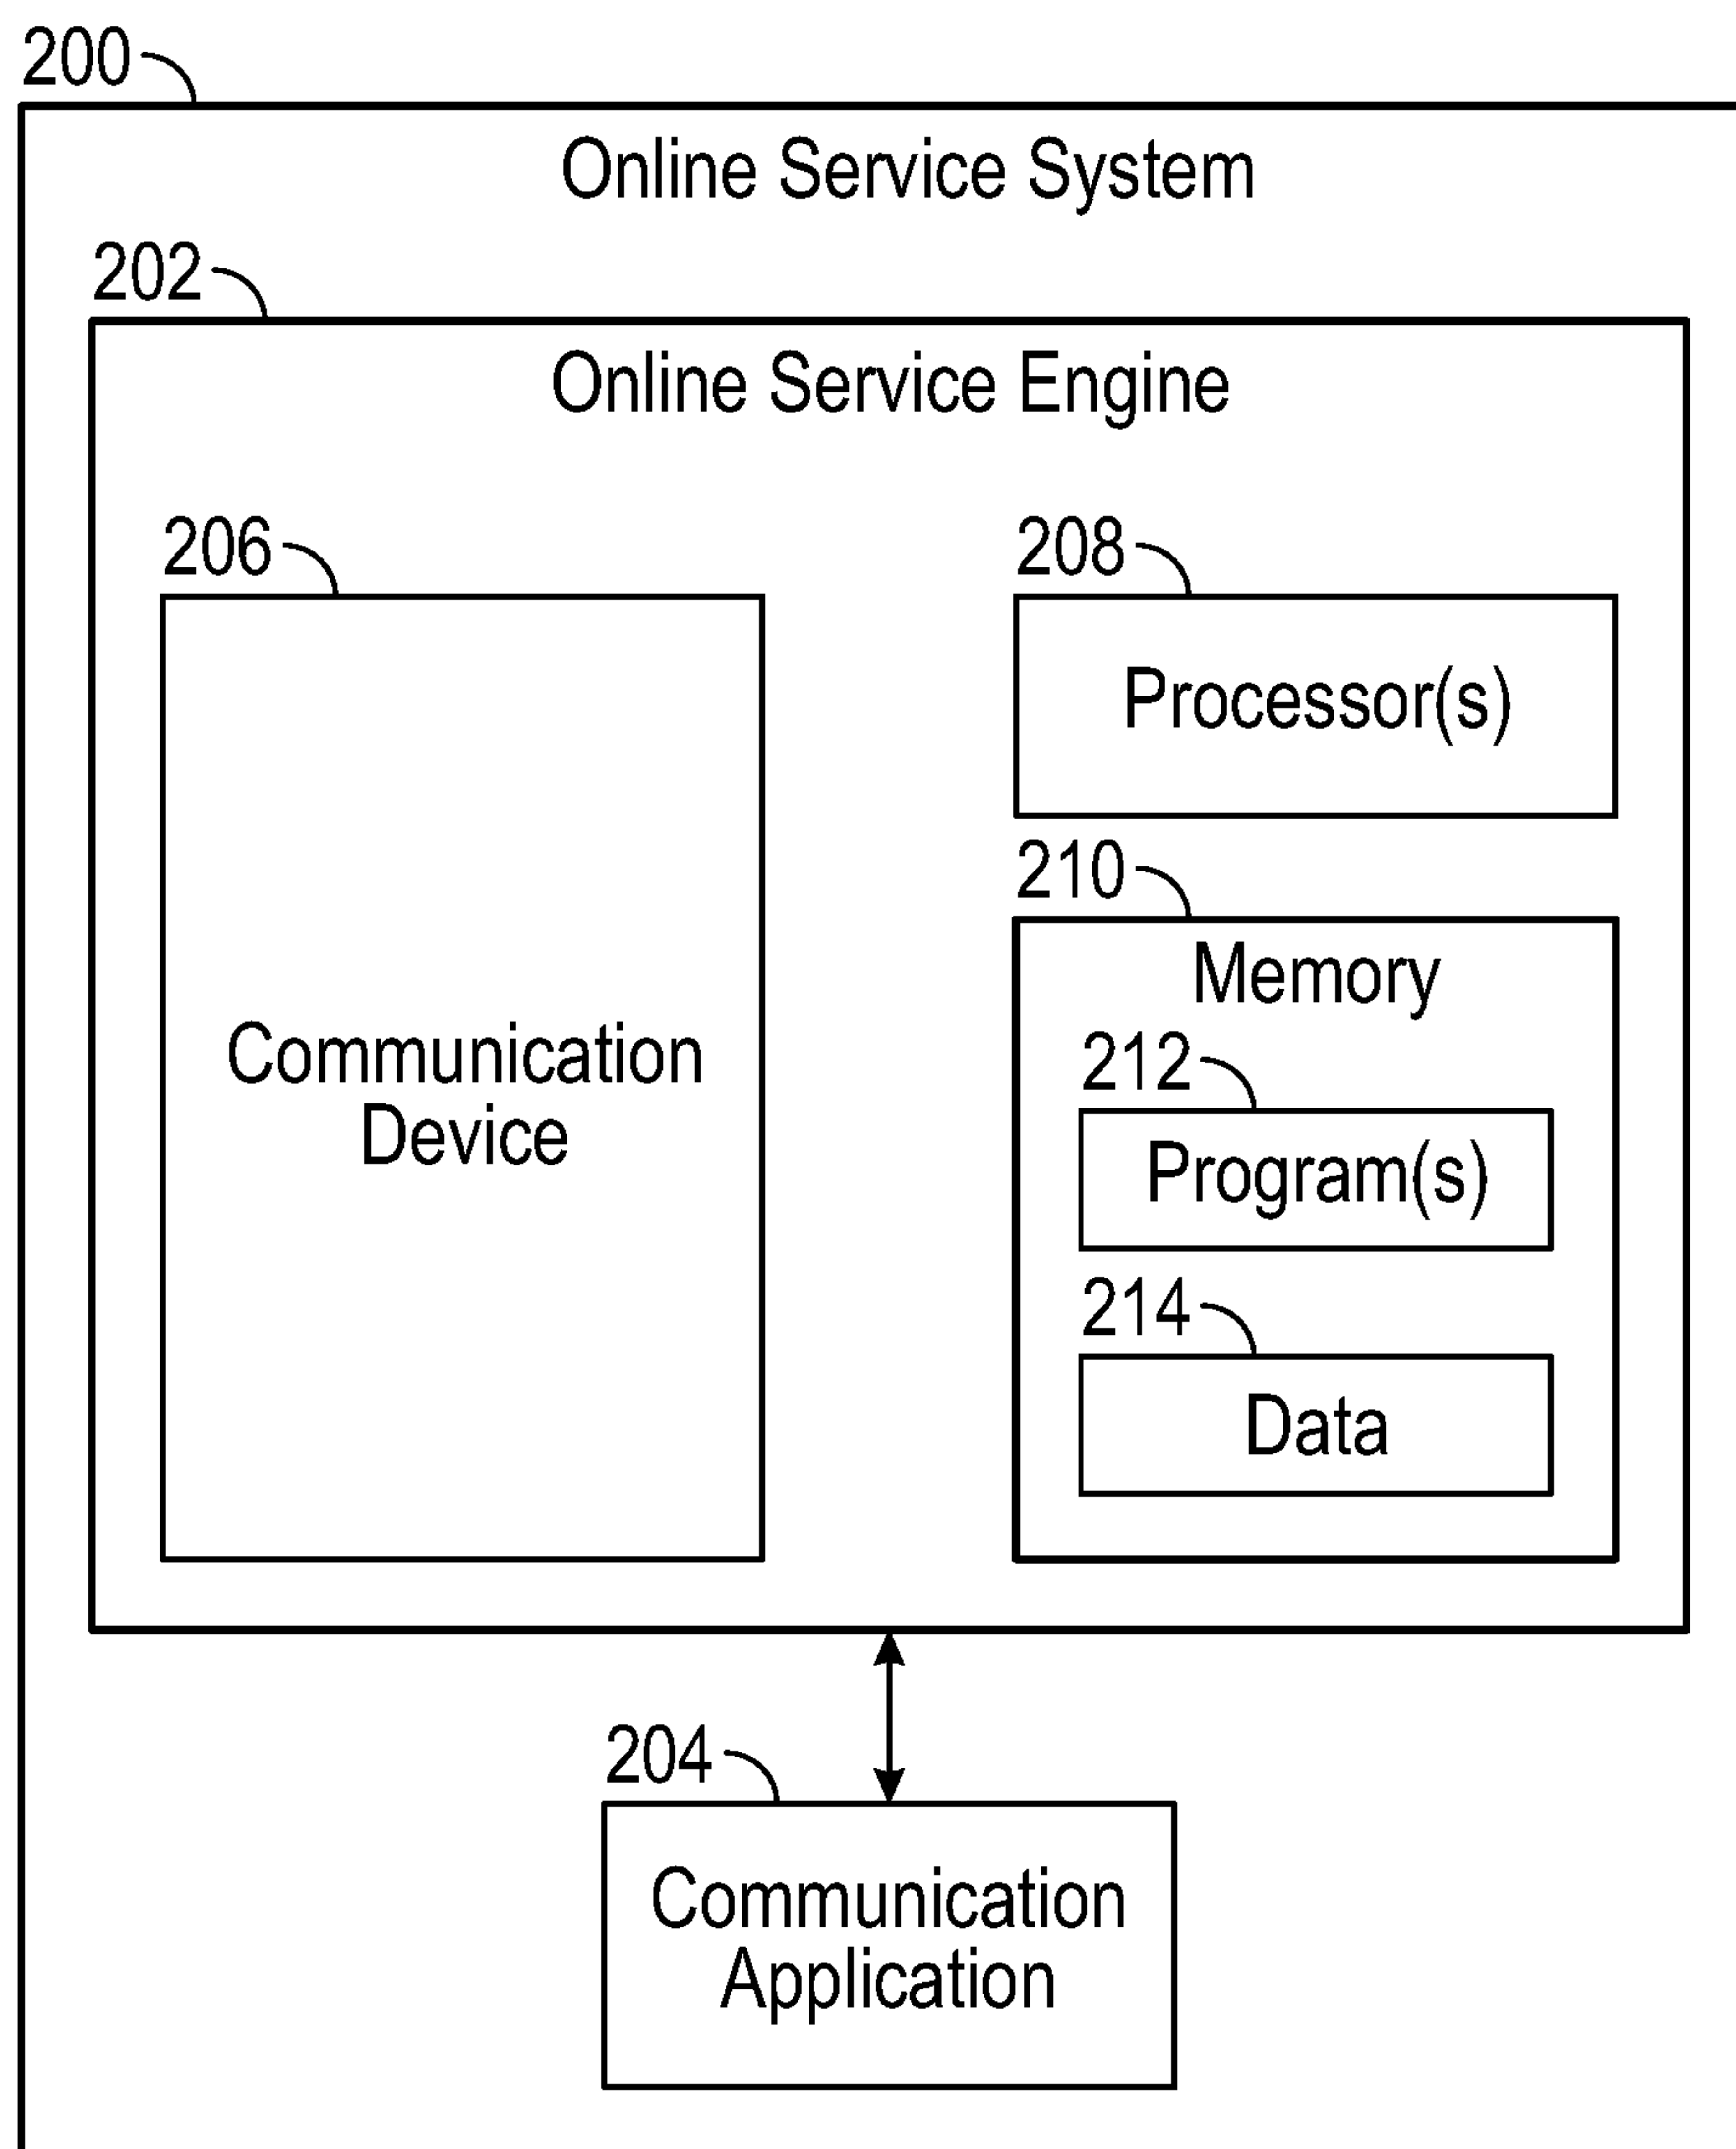 200
Online Service System
202
Online Service Engine
206
Communication
Device
208
Processor(s)
210
Memory
212
Program(s)
214
Data
204
Communication
Application